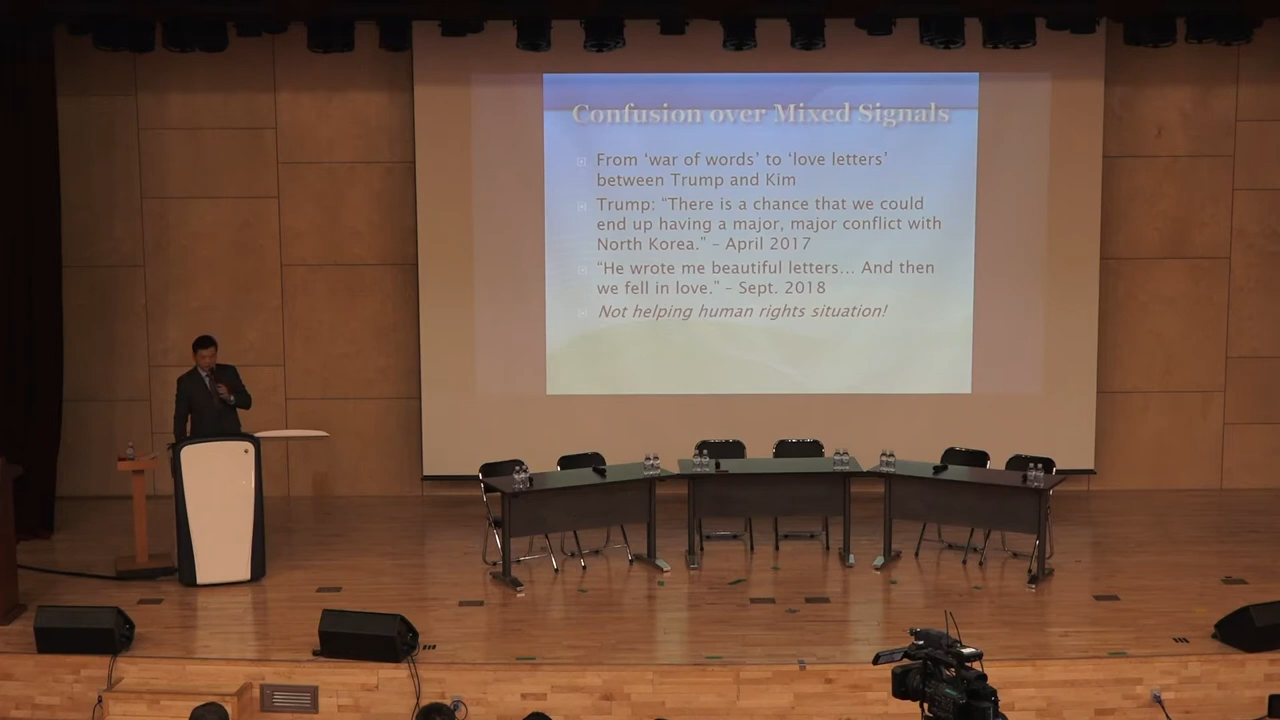 Confusion over Mixed Signals
From ‘war of words’ to ‘love letters’
between Trump and Kim
Trump: “There is a chance that we could
end up having a major, major conflict with
North Korea.” – April 2017
“He wrote me beautiful letters… And then
we fell in love.” – Sept. 2018
Not helping human rights situation!